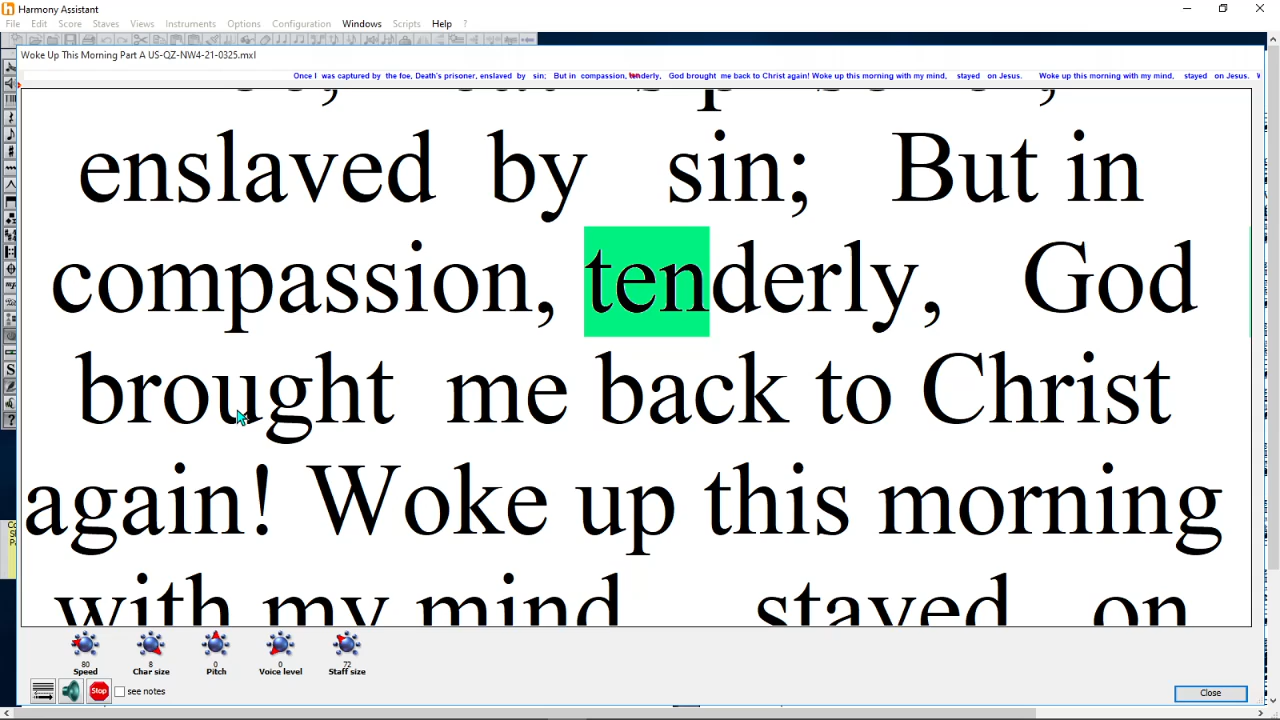 Harmony Assistant
File Edit Score Staves Views Instruments Options Configuration Windows Scripts Help ?
Woke Up This Morning Part A US-QZ-NW4-21-0325.mxl
Once I was captured by the foe, Death's prisoner, enslaved by sin; But in compassion, tenderly, God brought me back to Christ again! Woke up this morning with my mind, stayed on Jesus. Woke up this morning with my mind, stayed on Jesus.
enslaved by sin; But in
compassion, tenderly, God
brought me back to Christ
again! Woke up this morning
with my mind stayed on
80 8 0 0 72
Speed Char size Pitch Voice level Staff size
Stop see notes
Close